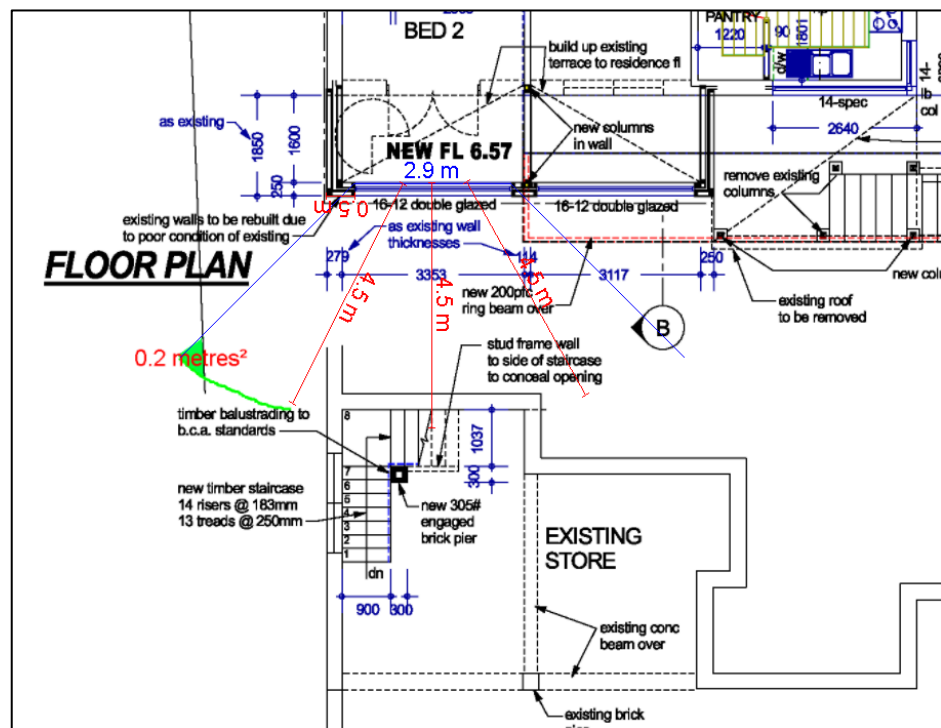 BED 2
PANTRY
1220
90
1801
d/w
build up existing
terrace to residence fl
14-spec
14-
lb
col
2640
as existing
1850
1600
250
new columns
in wall
NEW FL 6.57
2.9 m
remove existing
columns
0.5 m
16-12 double glazed
16-12 double glazed
existing walls to be rebuilt due
to poor condition of existing
as existing wall
thicknesses
FLOOR PLAN
279
3353
114
3117
250
new 200pfc
ring beam over
4.5 m
4.5 m
4.5 m
existing roof
to be removed
B
stud frame wall
to side of staircase
to conceal opening
0.2 metres²
timber balustrading to
b.c.a. standards
8
7
6
5
4
3
2
1
1037
300
new timber staircase
14 risers @ 183mm
13 treads @ 250mm
new 305#
engaged
brick pier
EXISTING
STORE
dn
900
300
existing conc
beam over
existing brick